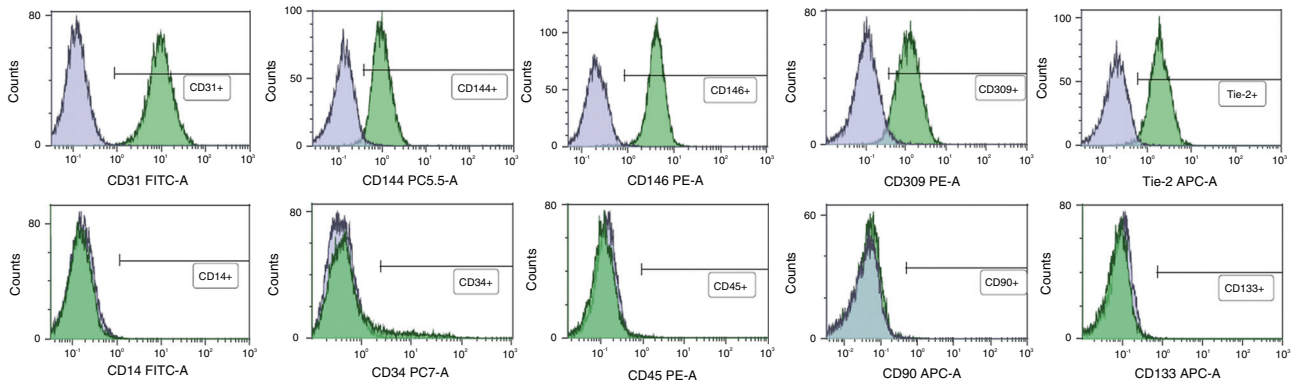 80
Counts
0
CD31+
10⁻¹ 10⁰ 10¹ 10² 10³
CD31 FITC-A
100
50
Counts
0
CD144+
10⁻¹ 10⁰ 10¹ 10² 10³
CD144 PC5.5-A
100
50
Counts
0
CD146+
10⁻¹ 10⁰ 10¹ 10² 10³
CD146 PE-A
80
Counts
0
CD309+
10⁻¹ 10⁰ 10¹ 10² 10³
CD309 PE-A
100
50
Counts
0
Tie-2+
10⁻¹ 10⁰ 10¹ 10² 10³
Tie-2 APC-A
80
Counts
0
CD14+
10⁻¹ 10⁰ 10¹ 10² 10³
CD14 FITC-A
80
Counts
0
CD34+
10⁰ 10¹ 10² 10³
CD34 PC7-A
80
Counts
0
CD45+
10⁻¹ 10⁰ 10¹ 10² 10³
CD45 PE-A
60
Counts
0
CD90+
10⁻² 10⁻¹ 10⁰ 10¹ 10² 10³
CD90 APC-A
80
Counts
0
CD133+
10⁻¹ 10⁰ 10¹ 10² 10³
CD133 APC-A